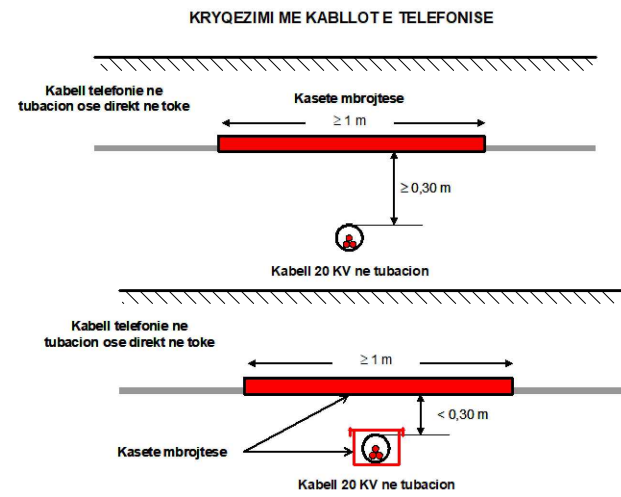 KRYQEZIMI ME KABLLOT E TELEFONISE
Kabell telefonie ne
tubacion ose direkt ne toke
Kasete mbrojtese
≥ 1 m
≥ 0,30 m
Kabell 20 KV ne tubacion
Kabell telefonie ne
tubacion ose direkt ne toke
≥ 1 m
< 0,30 m
Kasete mbrojtese
Kabell 20 KV ne tubacion